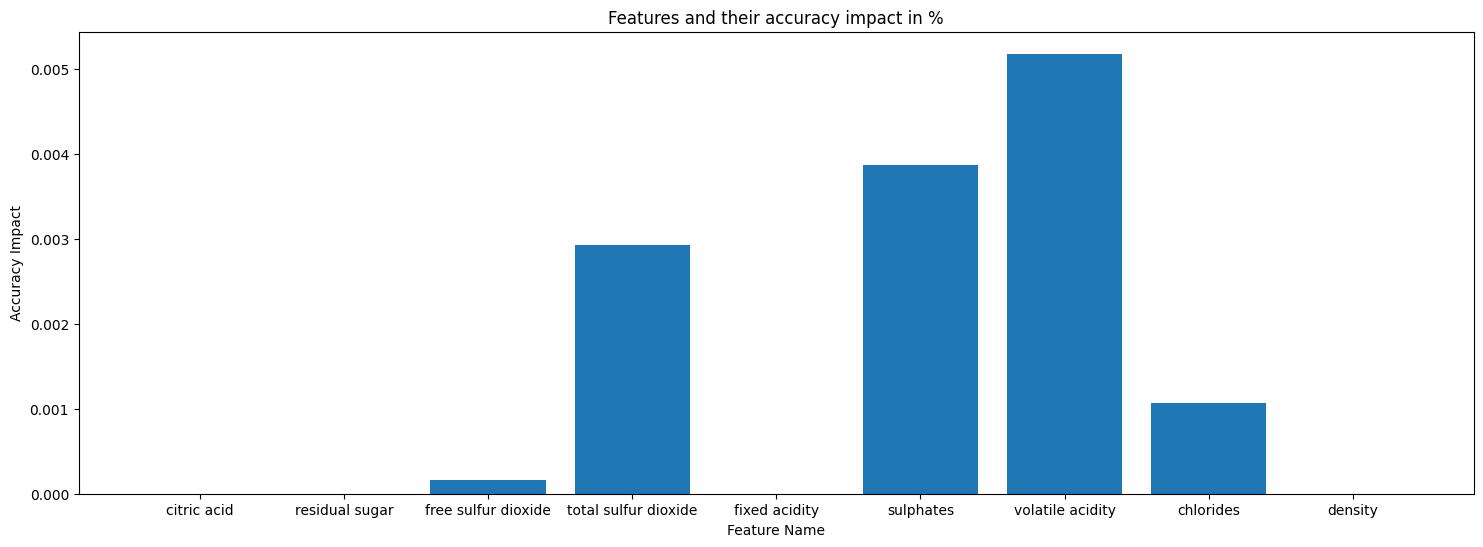 Features and their accuracy impact in %
Accuracy Impact
0.005
0.004
0.003
0.002
0.001
0.000
citric acid
residual sugar
free sulfur dioxide
total sulfur dioxide
fixed acidity
sulphates
volatile acidity
chlorides
density
Feature Name